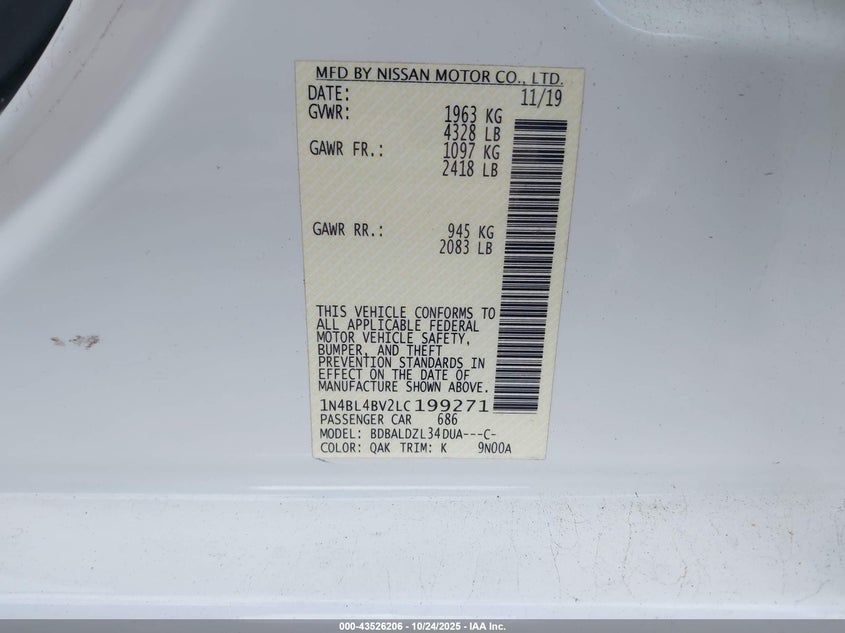 MFD BY NISSAN MOTOR CO., LTD.
DATE: 11/19
GVWR: 1963 KG
4328 LB
GAWR FR.: 1097 KG
2418 LB
GAWR RR.: 945 KG
2083 LB
THIS VEHICLE CONFORMS TO
ALL APPLICABLE FEDERAL
MOTOR VEHICLE SAFETY,
BUMPER, AND THEFT
PREVENTION STANDARDS IN
EFFECT ON THE DATE OF
MANUFACTURE SHOWN ABOVE.
1N4BL4BV2LC199271
PASSENGER CAR 686
MODEL: BDBALDZL34DUA---C-
COLOR: QAK TRIM: K 9N00A
000-43526206 - 10/24/2025 - IAA Inc.